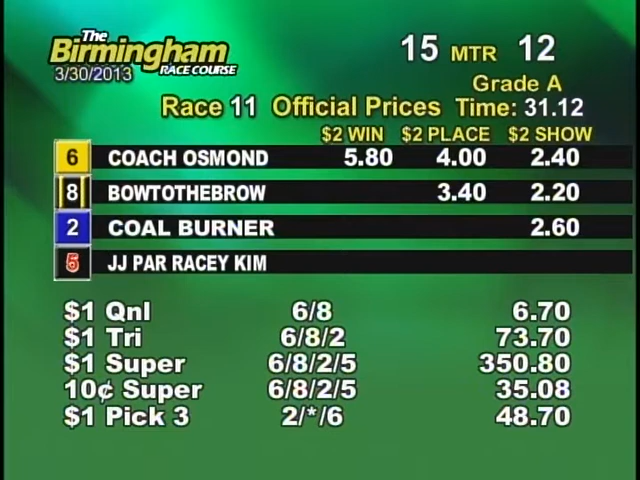 The
Birmingham
RACE COURSE
3/30/2013
15 MTR 12
Grade A
Race 11 Official Prices Time: 31.12
$2 WIN $2 PLACE $2 SHOW
6 COACH OSMOND 5.80 4.00 2.40
8 BOWTOTHEBROW 3.40 2.20
2 COAL BURNER 2.60
5 JJ PAR RACEY KIM
$1 Qnl 6/8 6.70
$1 Tri 6/8/2 73.70
$1 Super 6/8/2/5 350.80
10¢ Super 6/8/2/5 35.08
$1 Pick 3 2/*/6 48.70